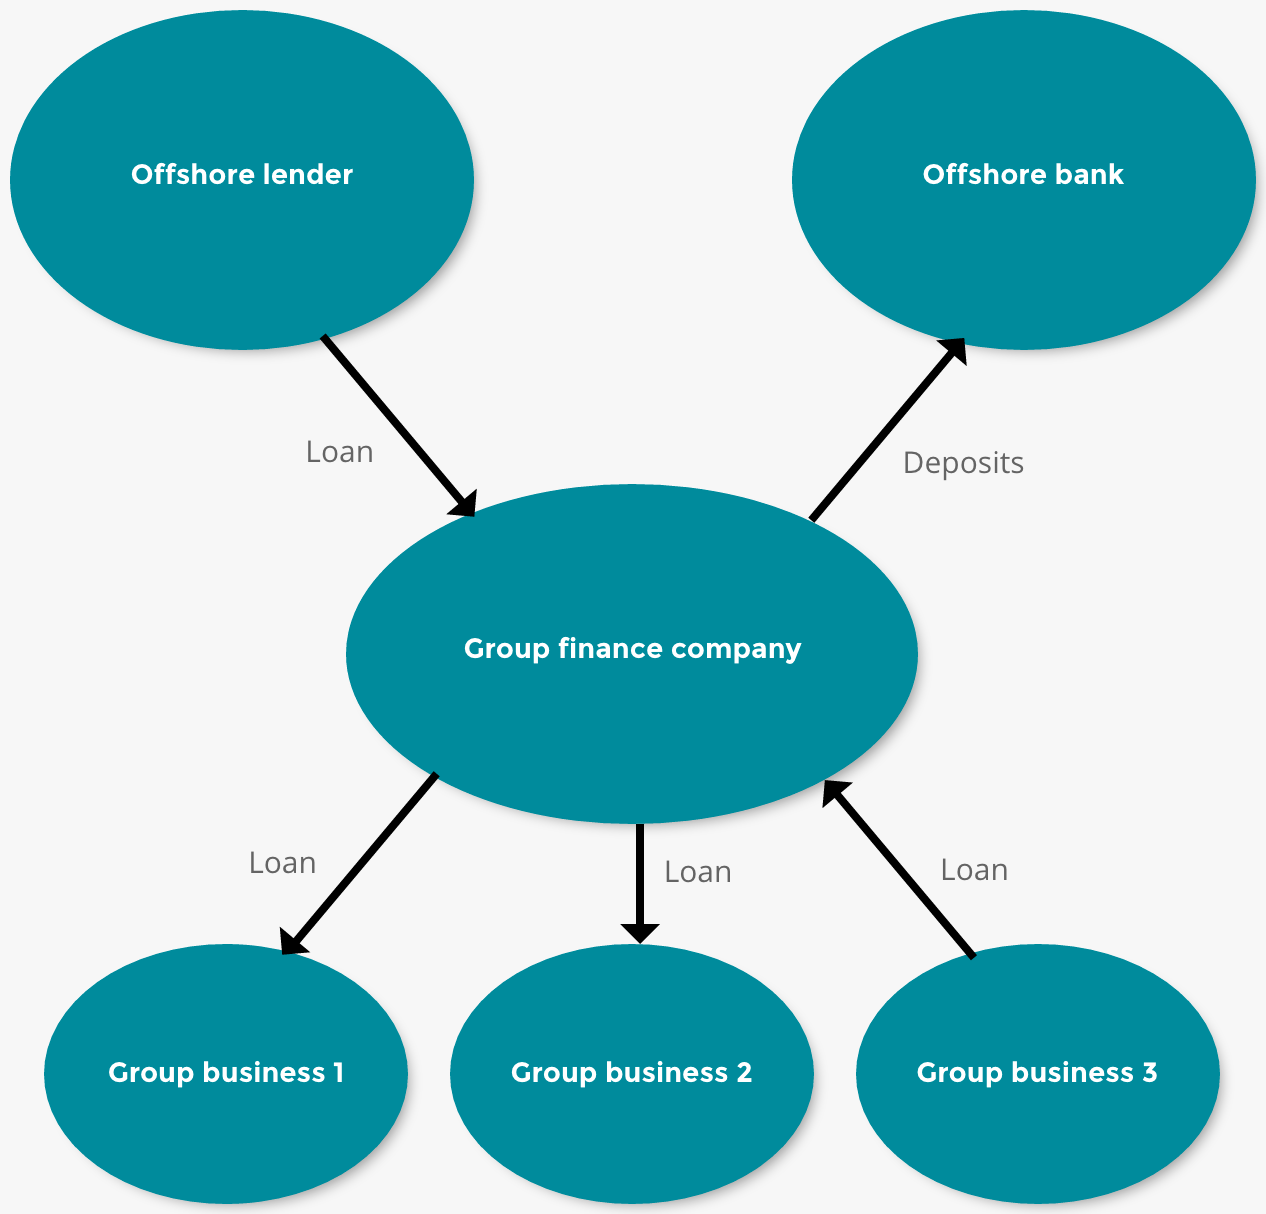 Offshore lender
Offshore bank
Loan
Deposits
Group finance company
Loan
Loan
Loan
Group business 1
Group business 2
Group business 3